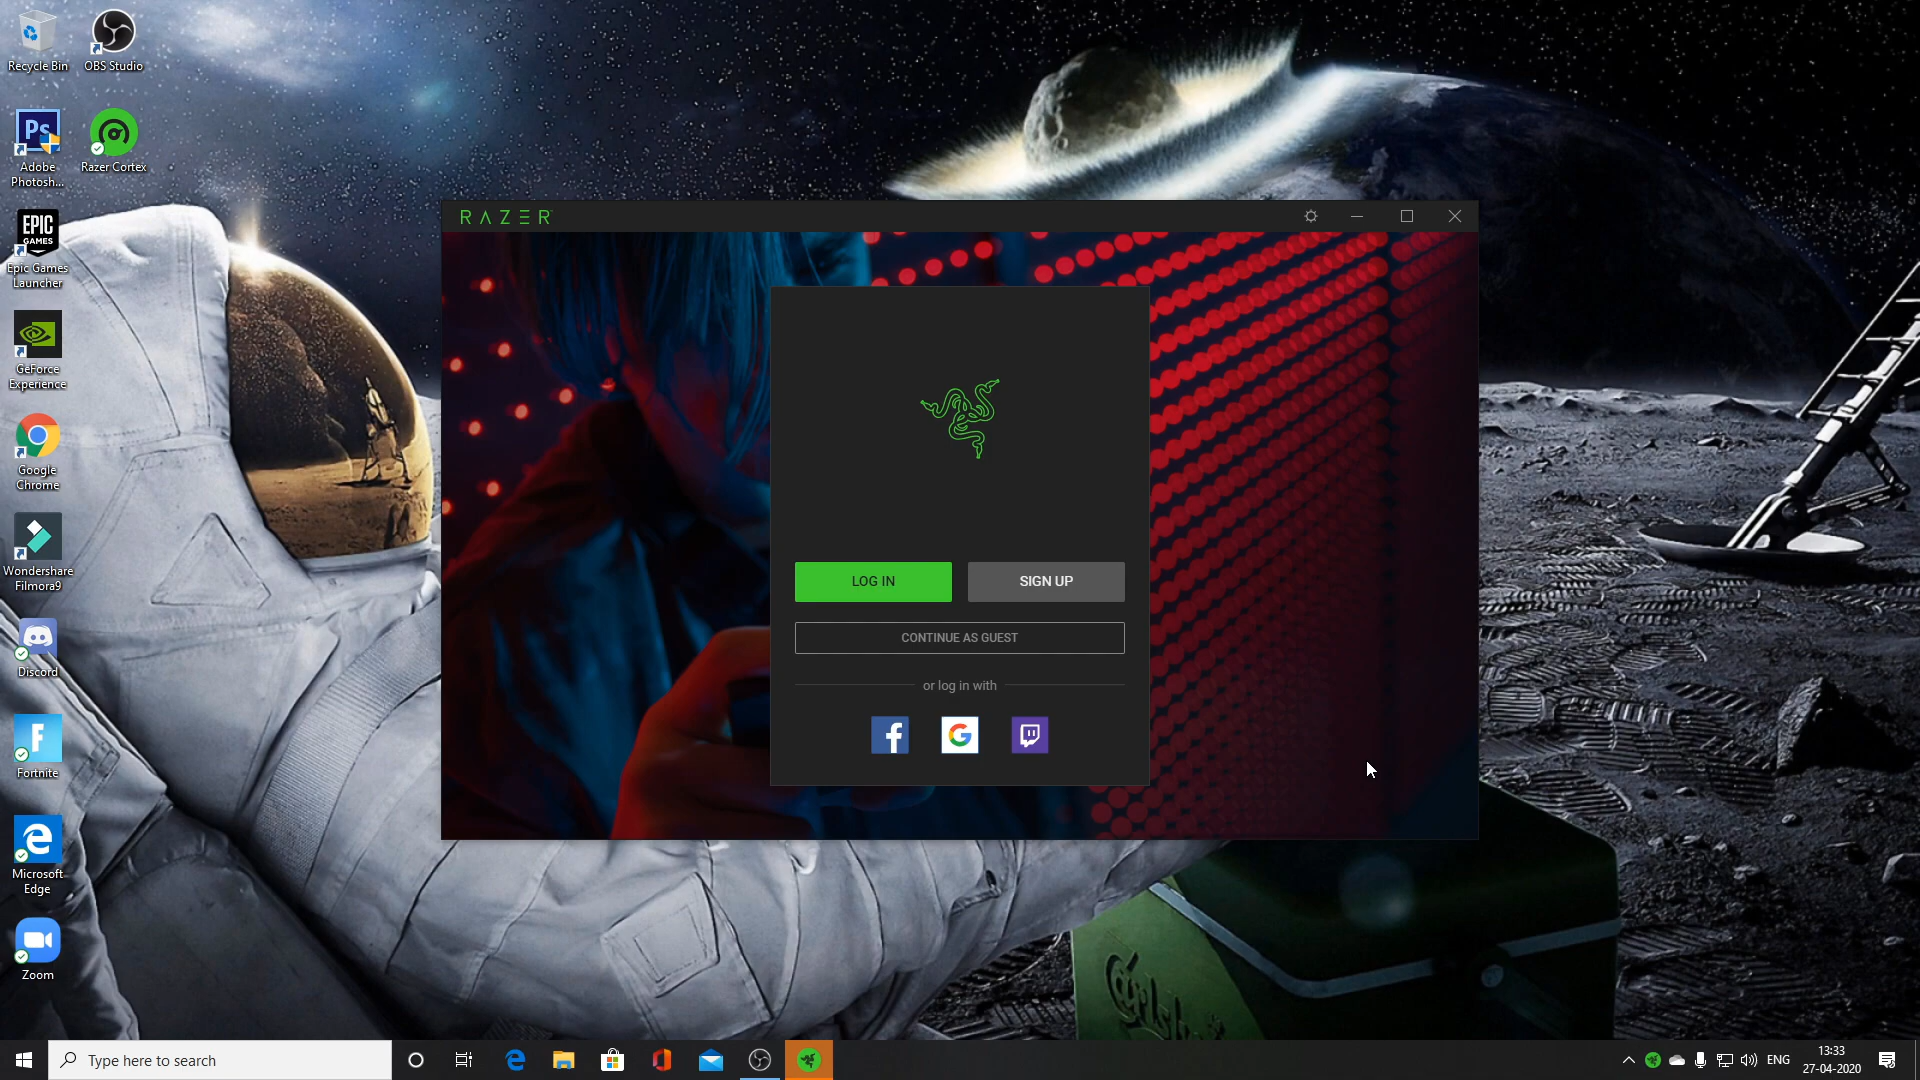 Recycle Bin
OBS Studio
Ps
Adobe
Photosh...
Razer Cortex
EPIC
GAMES
Epic Games
Launcher
GeForce
Experience
Google
Chrome
Wondershare
Filmora9
Discord
F
Fortnite
Microsoft
Edge
Zoom
RAZER
LOG IN
SIGN UP
CONTINUE AS GUEST
or log in with
Carlsberg
Type here to search
ENG
13:33
27-04-2020